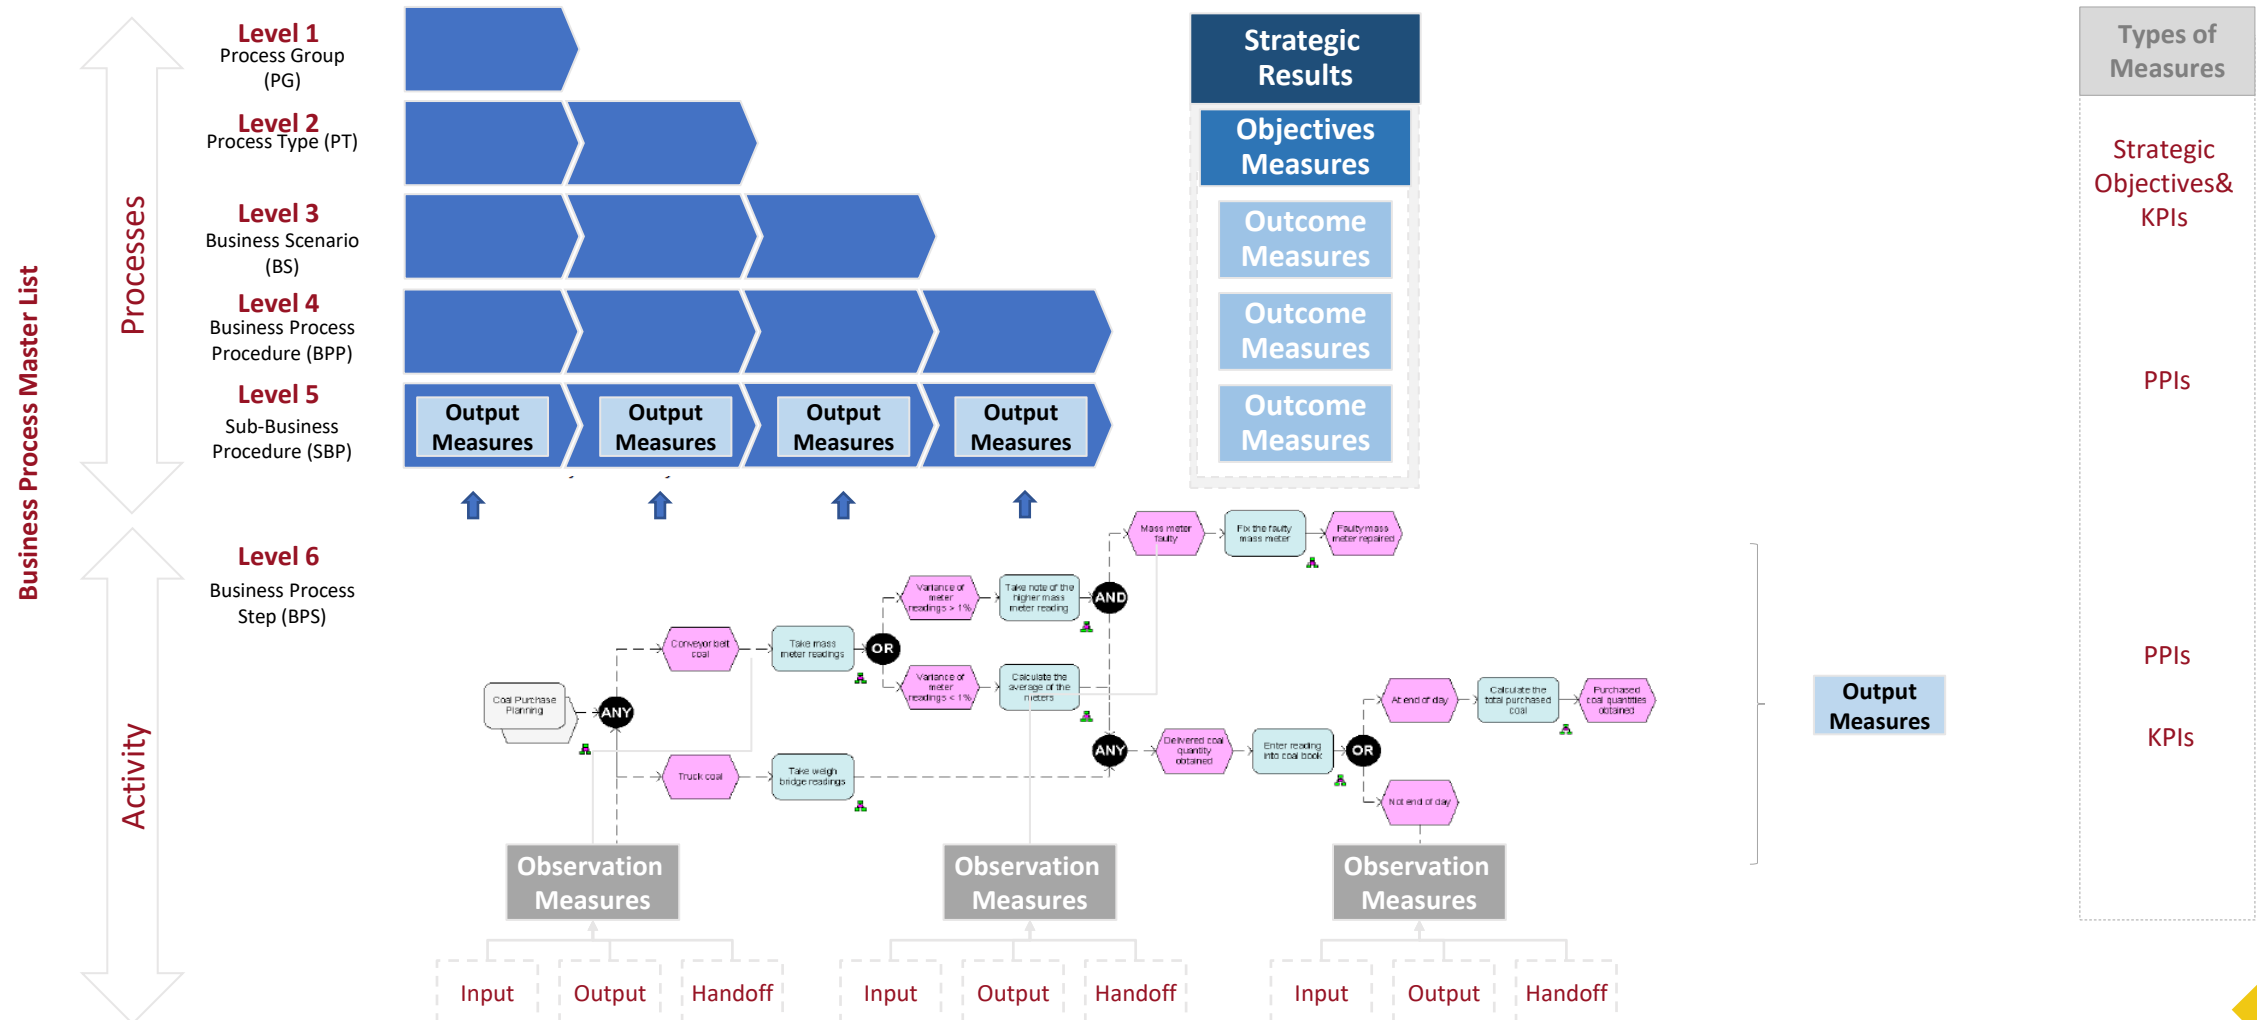 Business Process Master List
Processes
Activity
Level 1
Process Group
(PG)
Level 2
Process Type (PT)
Level 3
Business Scenario
(BS)
Level 4
Business Process
Procedure (BPP)
Level 5
Sub-Business
Procedure (SBP)
Level 6
Business Process
Step (BPS)
Output
Measures
Output
Measures
Output
Measures
Output
Measures
Strategic
Results
Objectives
Measures
Outcome
Measures
Outcome
Measures
Outcome
Measures
Types of
Measures
Strategic
Objectives&
KPIs
PPIs
PPIs
KPIs
Mass meter
faulty
Fix the faulty
mass meter
Faulty mass
meter repaired
Variance of
meter
readings > 1%
Take note of the
higher mass
meter reading
AND
Conveyor belt
coal
Take mass
meter readings
OR
Variance of
meter
readings < 1%
Calculate the
average of the
meters
Coal Purchase
Planning
ANY
Truck coal
Take weigh
bridge readings
ANY
Delivered coal
quantity
obtained
Enter reading
into coal book
OR
At end of day
Calculate the
total purchased
coal
Purchased
coal quantities
obtained
Not end of day
Output
Measures
Observation
Measures
Observation
Measures
Observation
Measures
Input
Output
Handoff
Input
Output
Handoff
Input
Output
Handoff